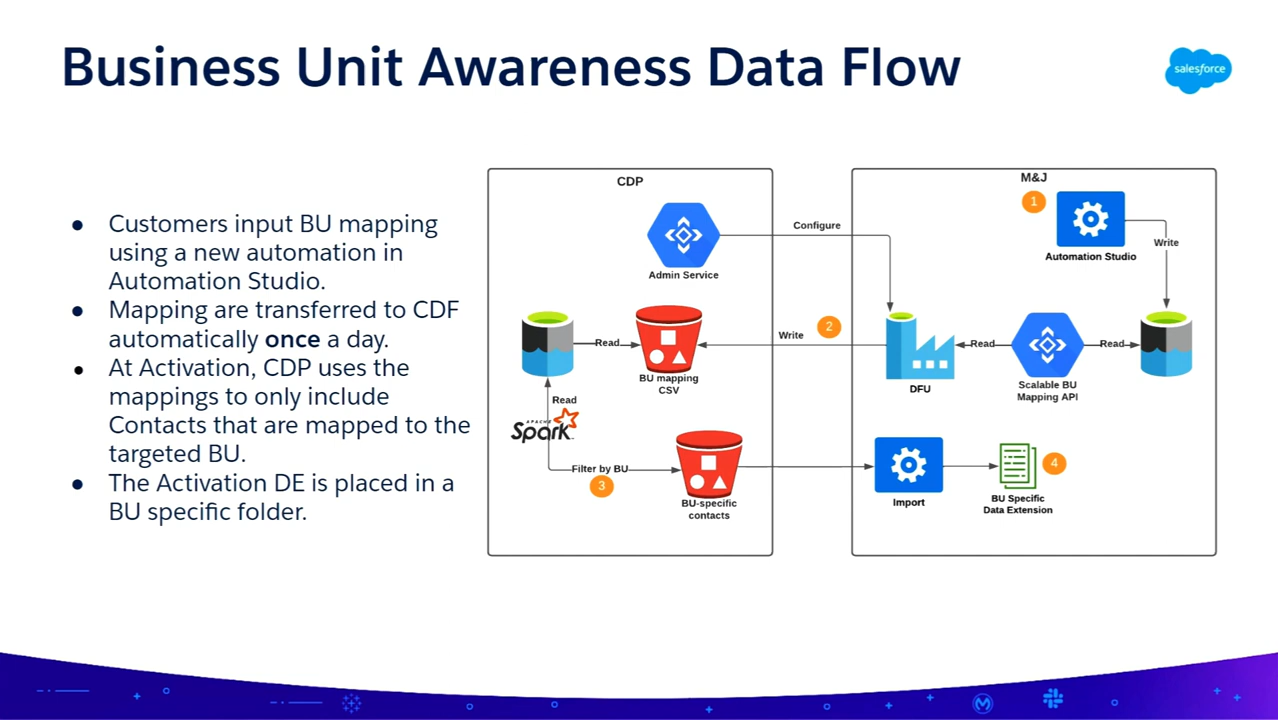 Business Unit Awareness Data Flow
salesforce
● Customers input BU mapping
using a new automation in
Automation Studio.
● Mapping are transferred to CDF
automatically once a day.
● At Activation, CDP uses the
mappings to only include
Contacts that are mapped to the
targeted BU.
● The Activation DE is placed in a
BU specific folder.
CDP
Admin Service
Configure
Read
BU mapping
CSV
Write
2
Read
APACHE
Spark
Filter by BU
3
BU-specific
contacts
M&J
1
Automation Studio
Write
DFU
Read
Scalable BU
Mapping API
Read
Import
4
BU Specific
Data Extension